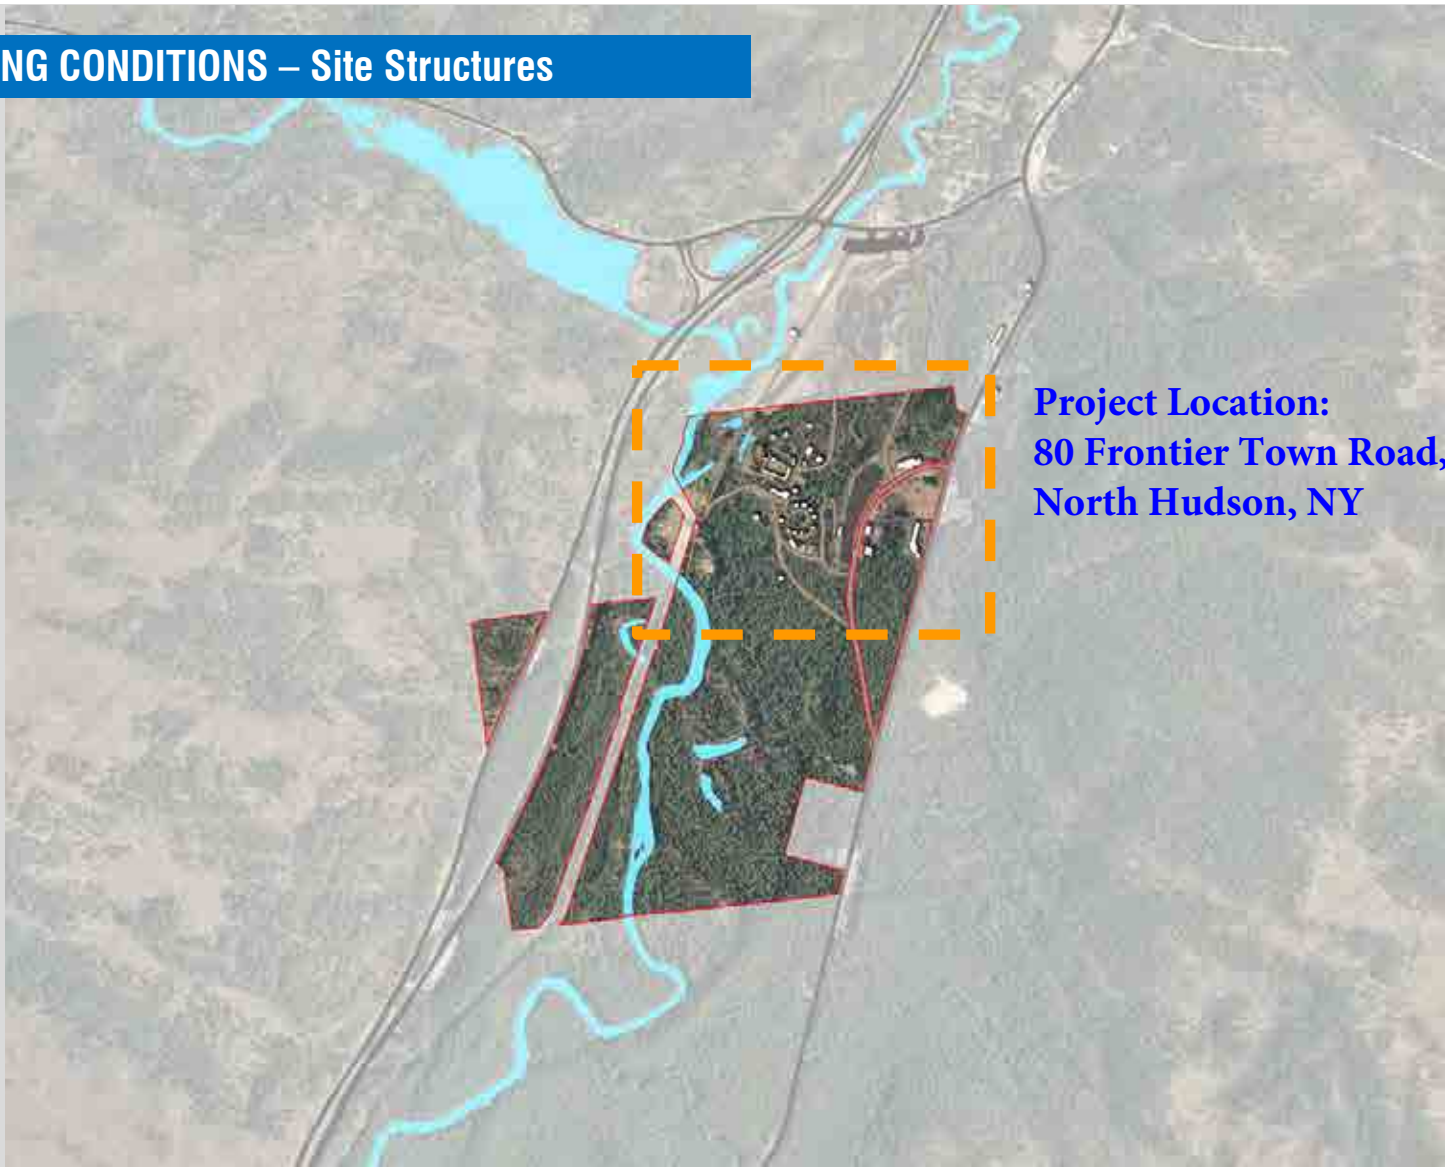 NG CONDITIONS – Site Structures
Project Location:
80 Frontier Town Road,
North Hudson, NY